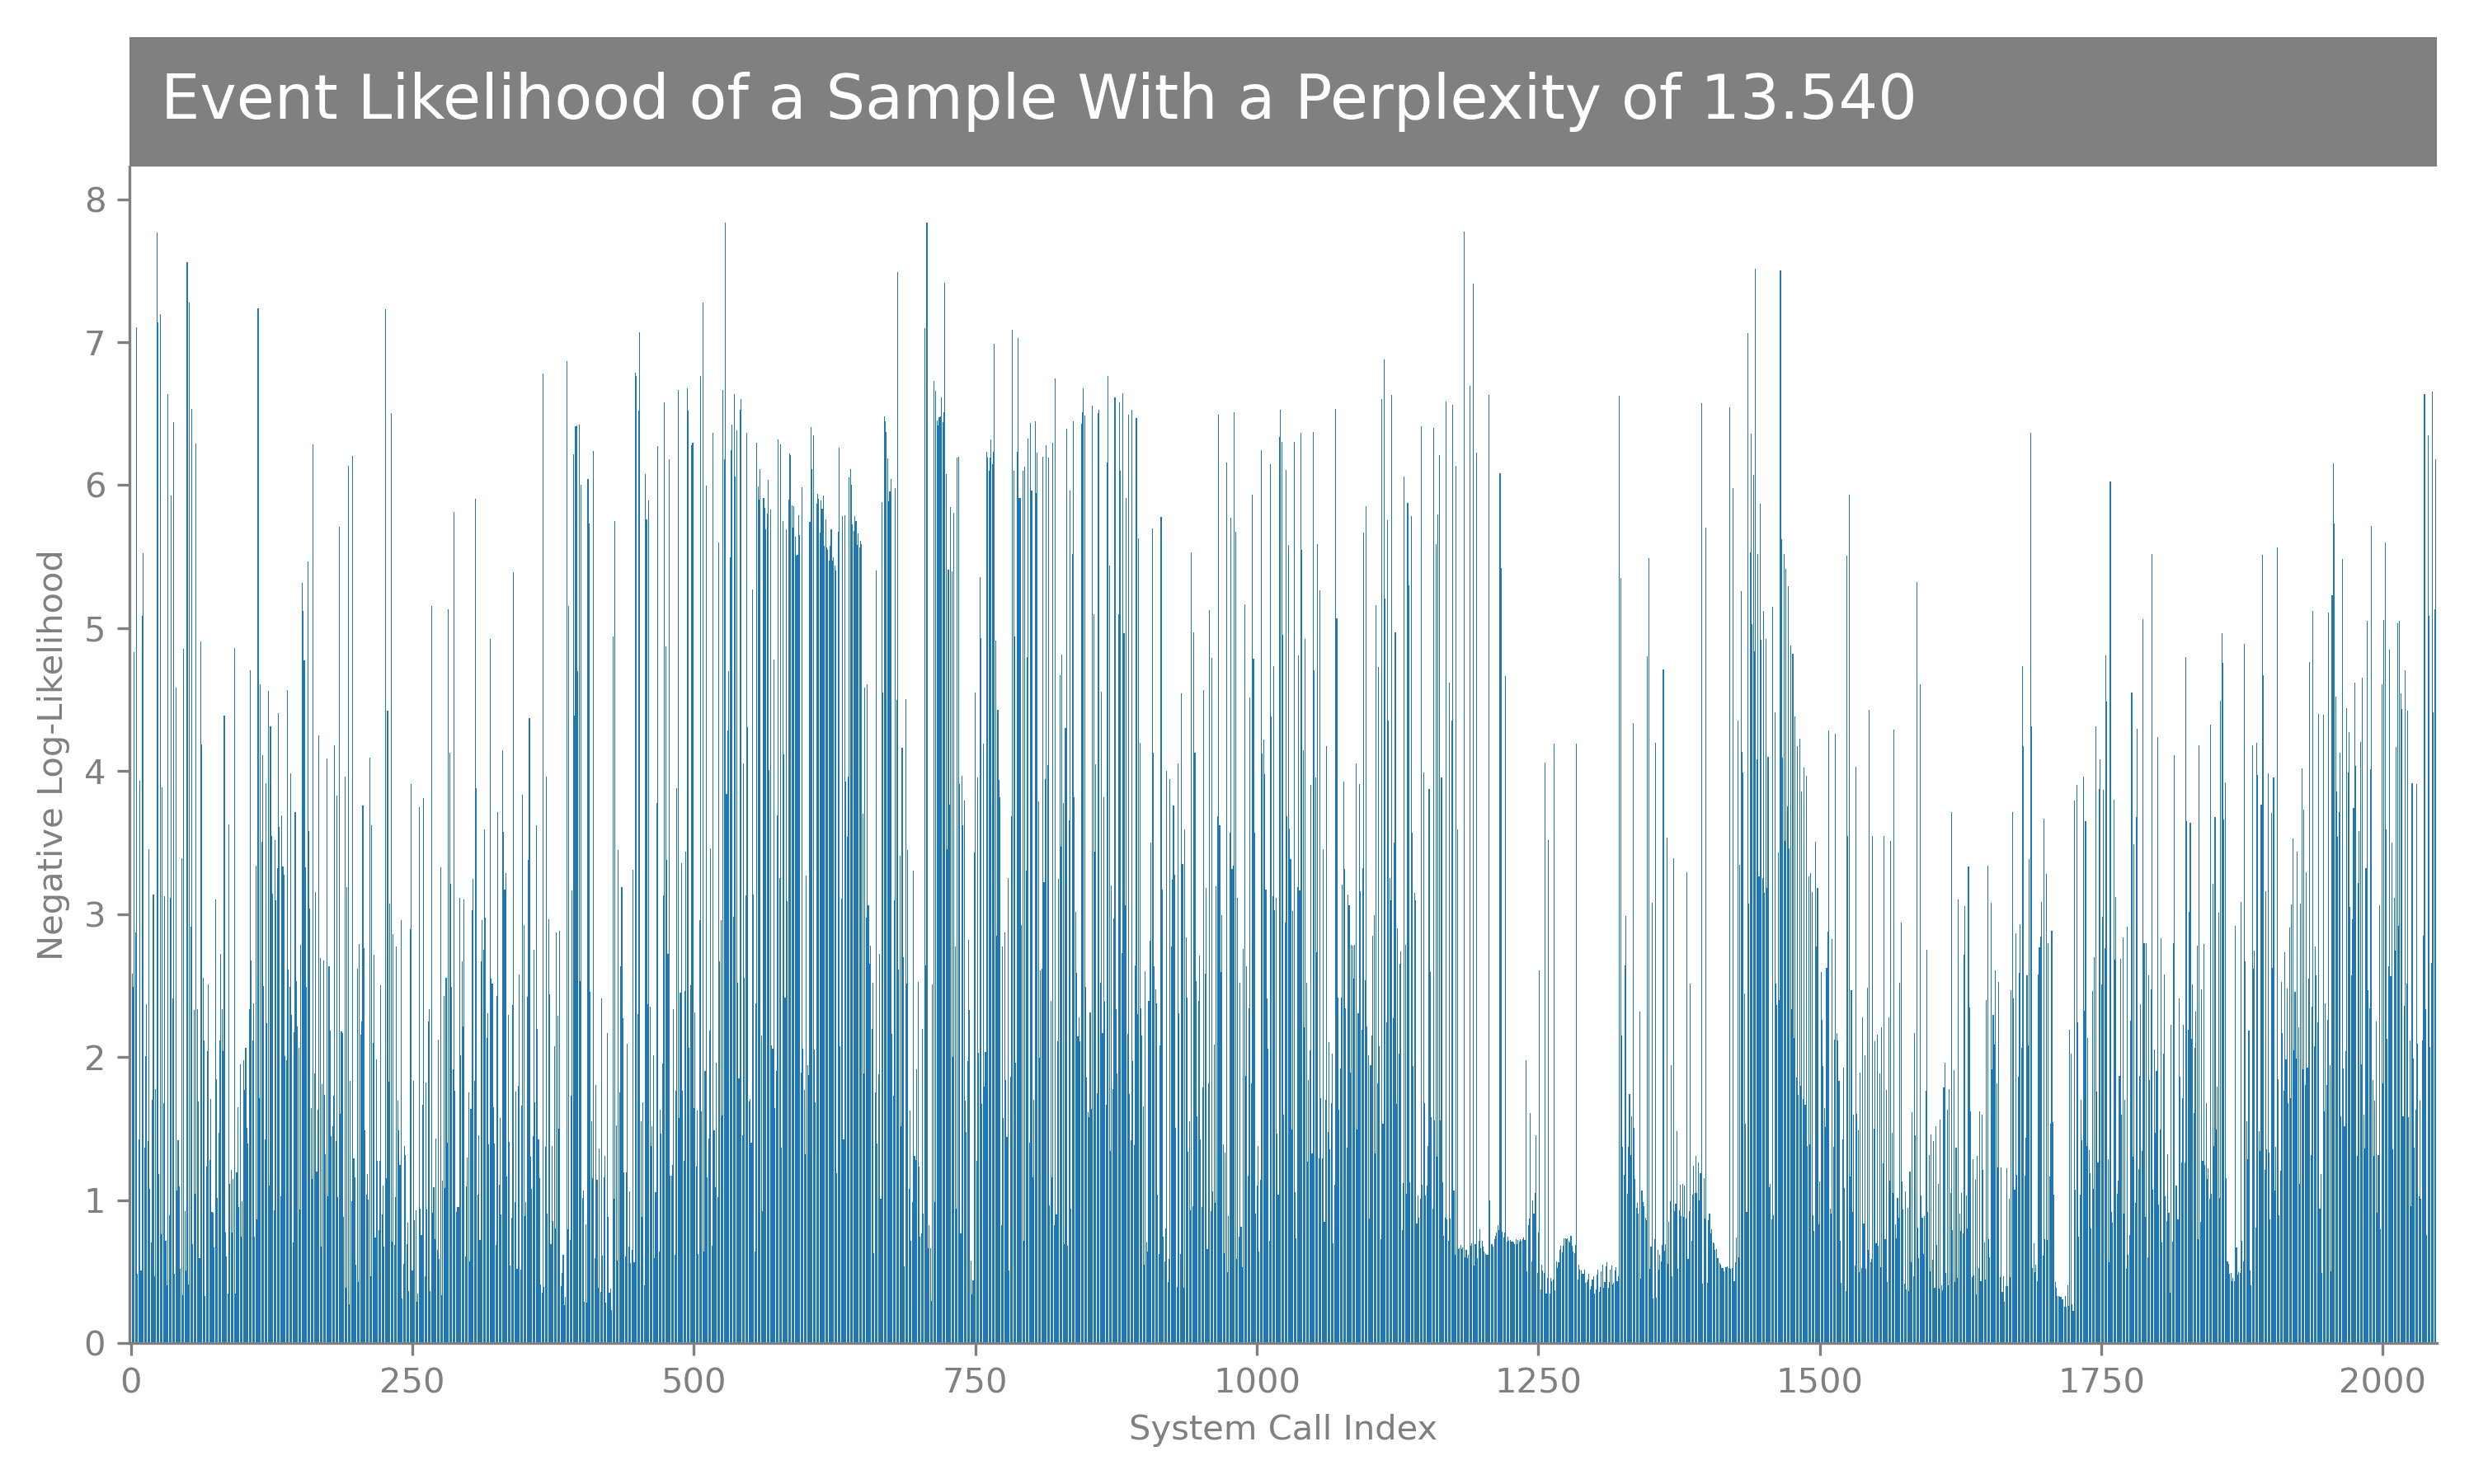 Event Likelihood of a Sample With a Perplexity of 13.540
8
7
6
5
4
3
2
1
0
Negative Log-Likelihood
0 250 500 750 1000 1250 1500 1750 2000
System Call Index